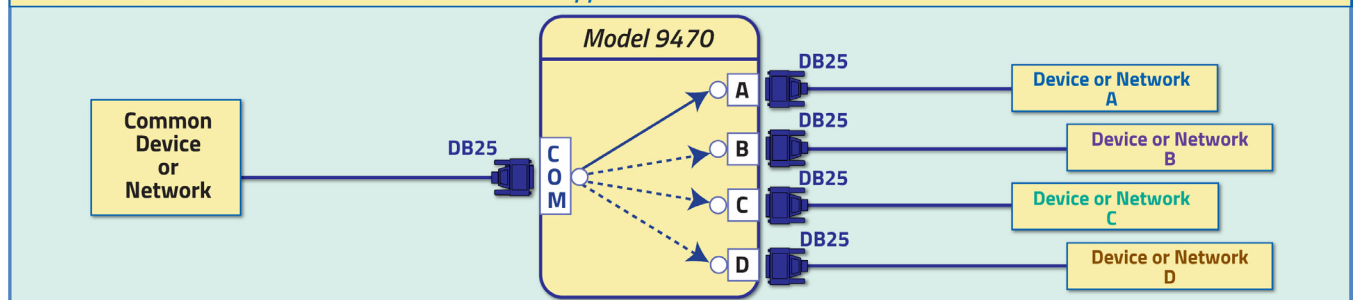 Model 9470
Common
Device
or
Network
DB25
C
O
M
A
DB25
Device or Network
A
B
DB25
Device or Network
B
C
DB25
Device or Network
C
D
DB25
Device or Network
D